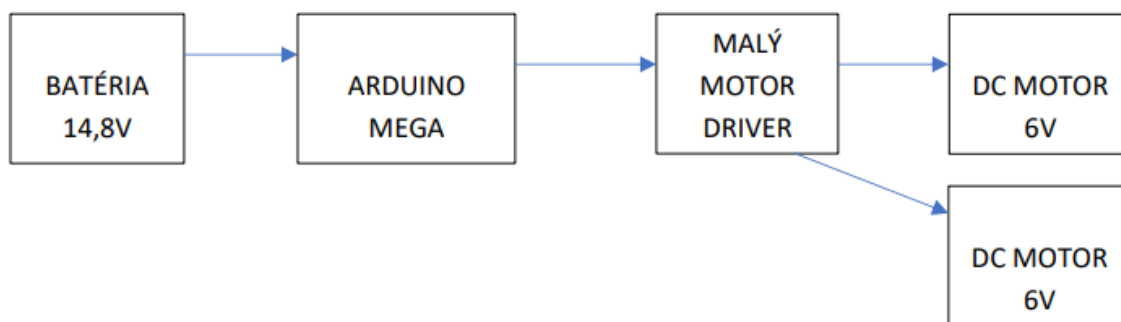 BATÉRIA
14,8V
ARDUINO
MEGA
MALÝ
MOTOR
DRIVER
DC MOTOR
6V
DC MOTOR
6V